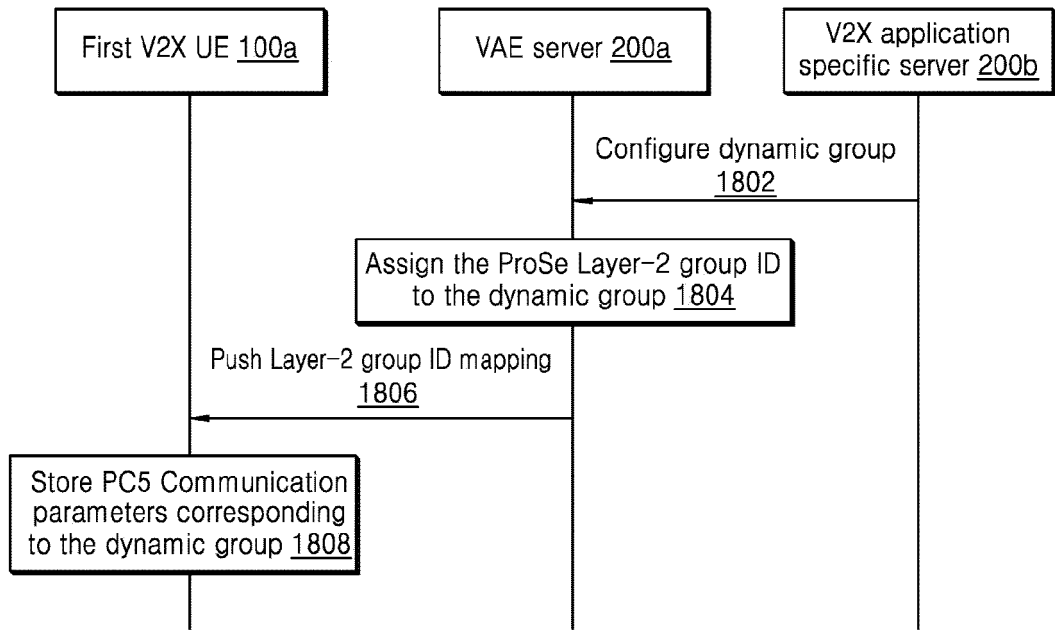 First V2X UE 100a
VAE server 200a
V2X application
specific server 200b
Configure dynamic group
1802
Assign the ProSe Layer-2 group ID
to the dynamic group 1804
Push Layer-2 group ID mapping
1806
Store PC5 Communication
parameters corresponding
to the dynamic group 1808